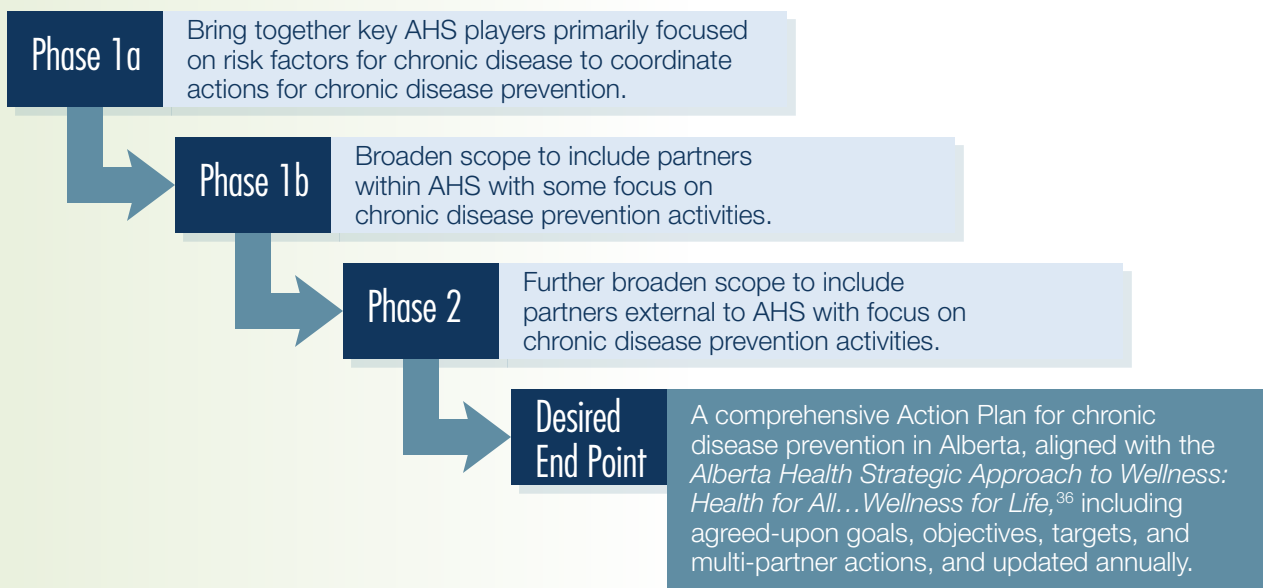 Phase 1a
Bring together key AHS players primarily focused
on risk factors for chronic disease to coordinate
actions for chronic disease prevention.
Phase 1b
Broaden scope to include partners
within AHS with some focus on
chronic disease prevention activities.
Phase 2
Further broaden scope to include
partners external to AHS with focus on
chronic disease prevention activities.
Desired
End Point
A comprehensive Action Plan for chronic
disease prevention in Alberta, aligned with the
Alberta Health Strategic Approach to Wellness:
Health for All…Wellness for Life,³⁶ including
agreed-upon goals, objectives, targets, and
multi-partner actions, and updated annually.